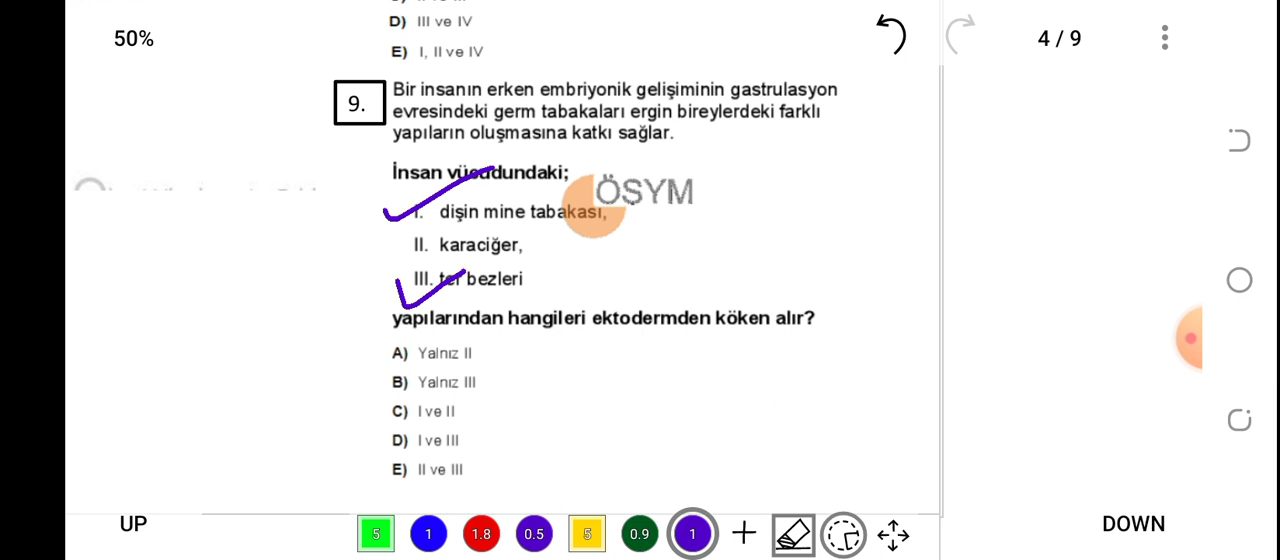 50%
4 / 9
D) III ve IV
E) I, II ve IV
9.
Bir insanın erken embriyonik gelişiminin gastrulasyon
evresindeki germ tabakaları ergin bireylerdeki farklı
yapıların oluşmasına katkı sağlar.
İnsan vücudundaki;
ÖSYM
I. dişin mine tabakası,
II. karaciğer,
III. ter bezleri
yapılarından hangileri ektodermden köken alır?
A) Yalnız II
B) Yalnız III
C) I ve II
D) I ve III
E) II ve III
UP
5 1 1.8 0.5 5 0.9 1
DOWN